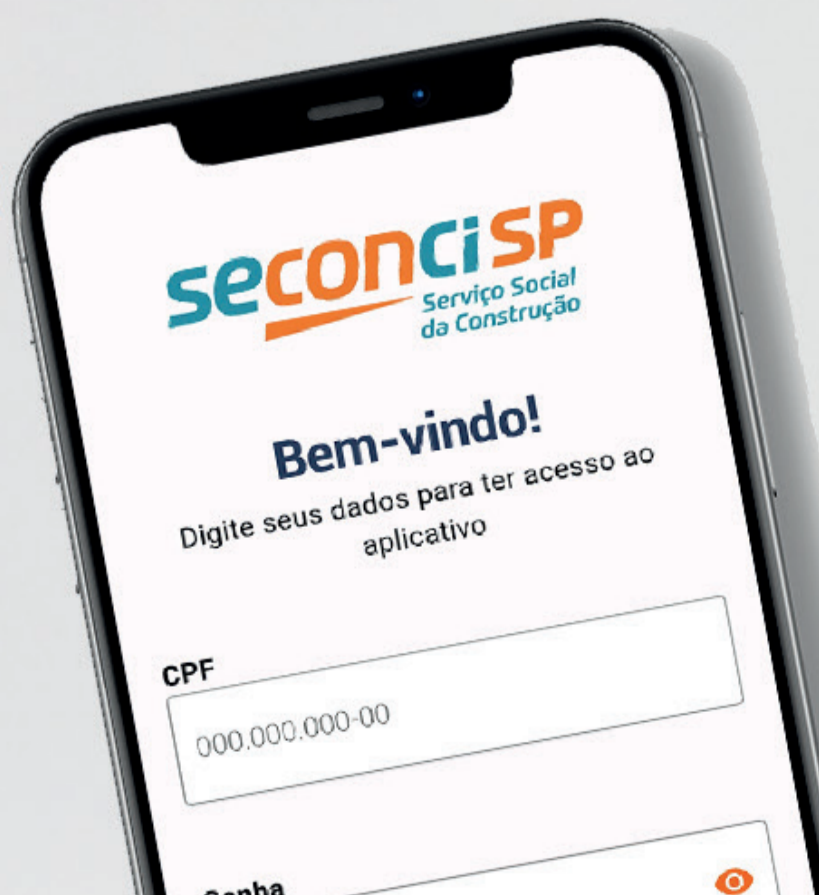 seconci SP
Serviço Social
da Construção
Bem-vindo!
Digite seus dados para ter acesso ao
aplicativo
CPF
000.000.000-00
Senha